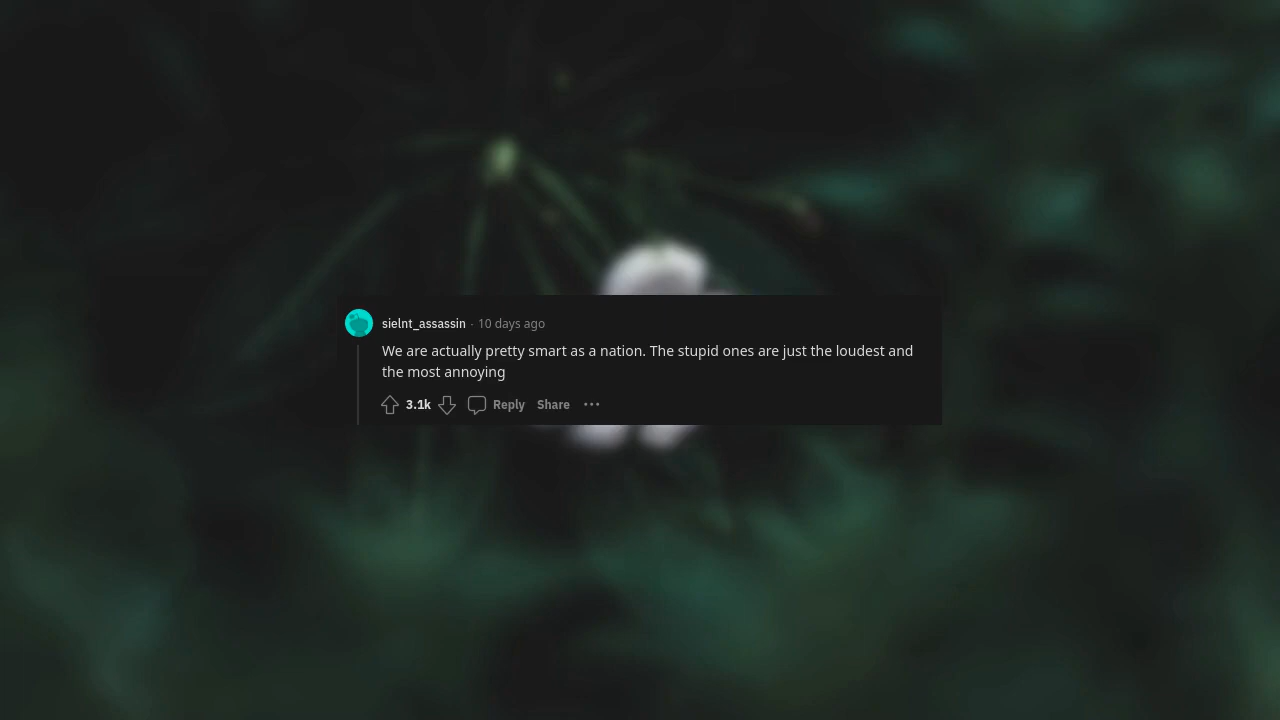 sielnt_assassin · 10 days ago
We are actually pretty smart as a nation. The stupid ones are just the loudest and
the most annoying
3.1k Reply Share ···